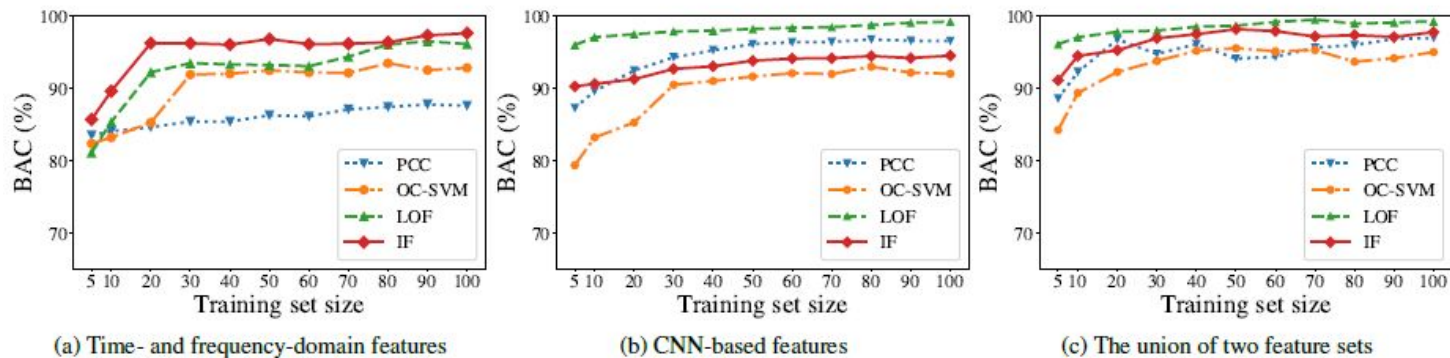 100
90
80
70
BAC (%)
PCC
OC-SVM
LOF
IF
5 10 20 30 40 50 60 70 80 90 100
Training set size
(a) Time- and frequency-domain features
100
90
80
70
BAC (%)
PCC
OC-SVM
LOF
IF
5 10 20 30 40 50 60 70 80 90 100
Training set size
(b) CNN-based features
100
90
80
70
BAC (%)
PCC
OC-SVM
LOF
IF
5 10 20 30 40 50 60 70 80 90 100
Training set size
(c) The union of two feature sets